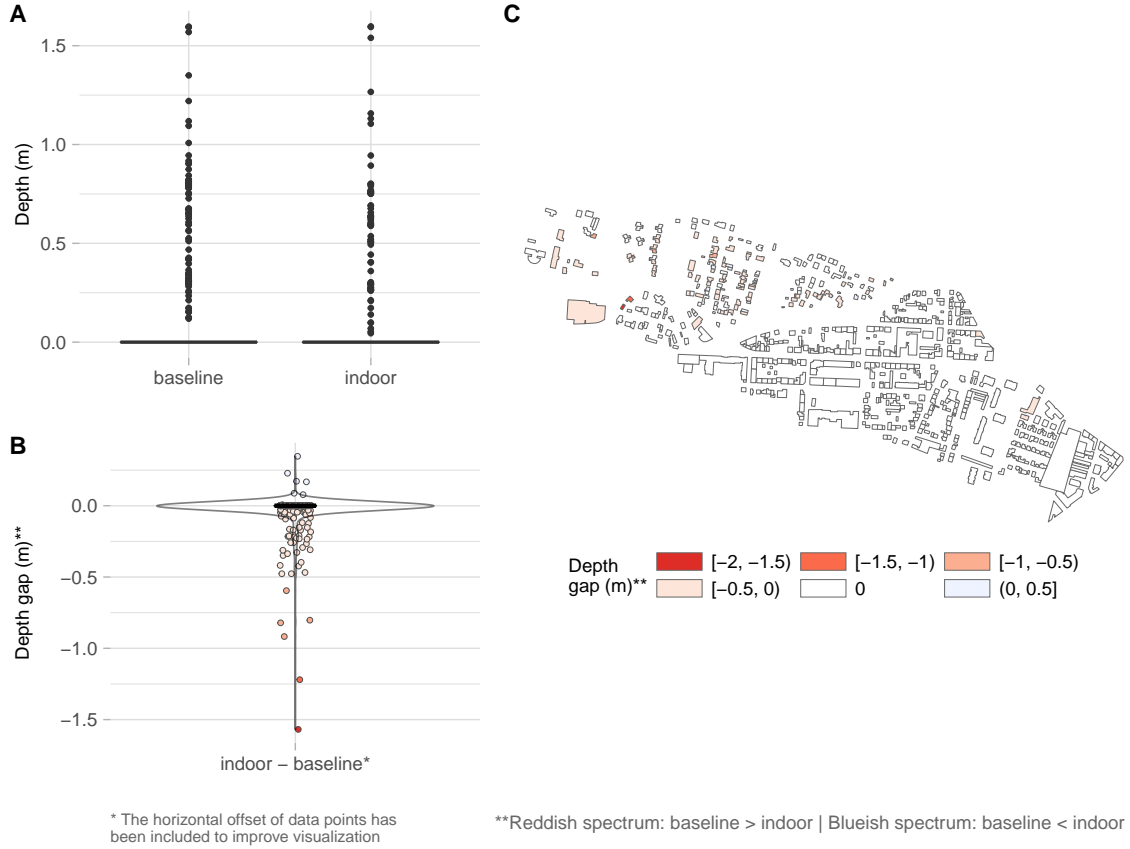 A
1.5
1.0
0.5
0.0
Depth (m)
baseline indoor
B
0.0
−0.5
−1.0
−1.5
Depth gap (m)**
indoor − baseline*
* The horizontal offset of data points has
been included to improve visualization
C
Depth
gap (m)**
[−2, −1.5) [−1.5, −1) [−1, −0.5)
[−0.5, 0) 0 (0, 0.5]
**Reddish spectrum: baseline > indoor | Blueish spectrum: baseline < indoor